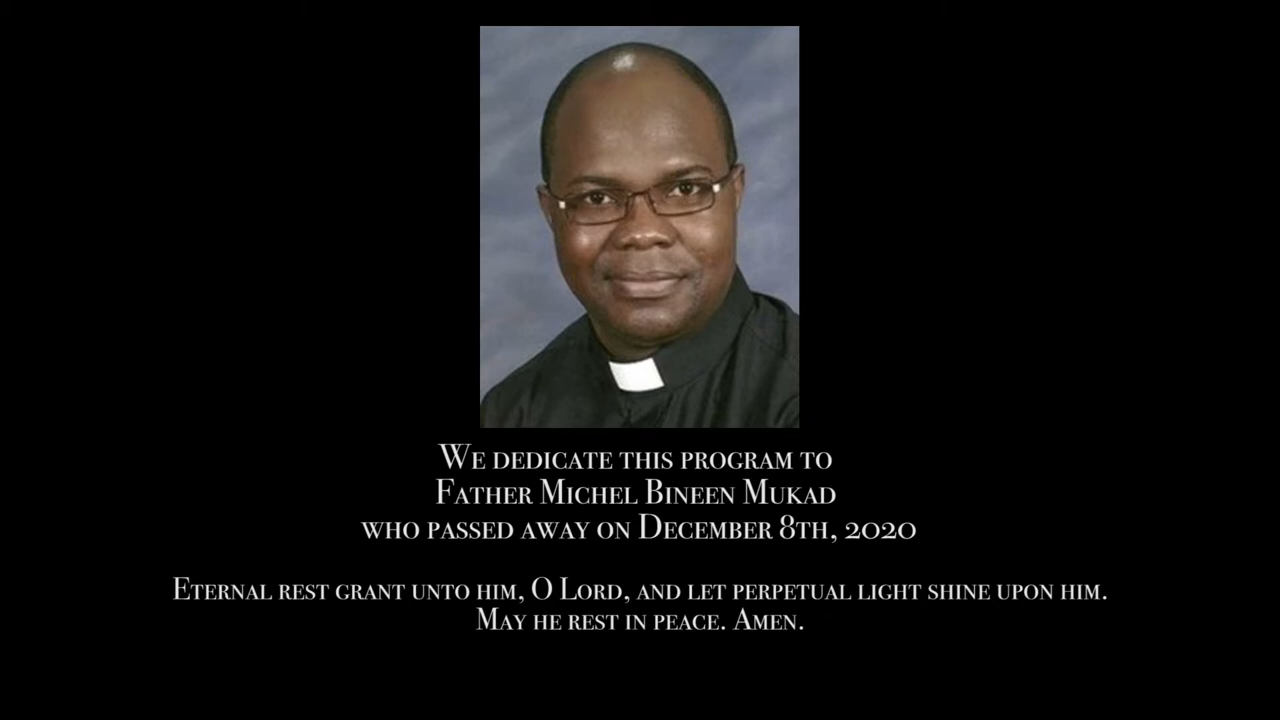 We dedicate this program to
Father Michel Bineen Mukad
who passed away on December 8th, 2020
Eternal rest grant unto him, O Lord, and let perpetual light shine upon him.
May he rest in peace. Amen.